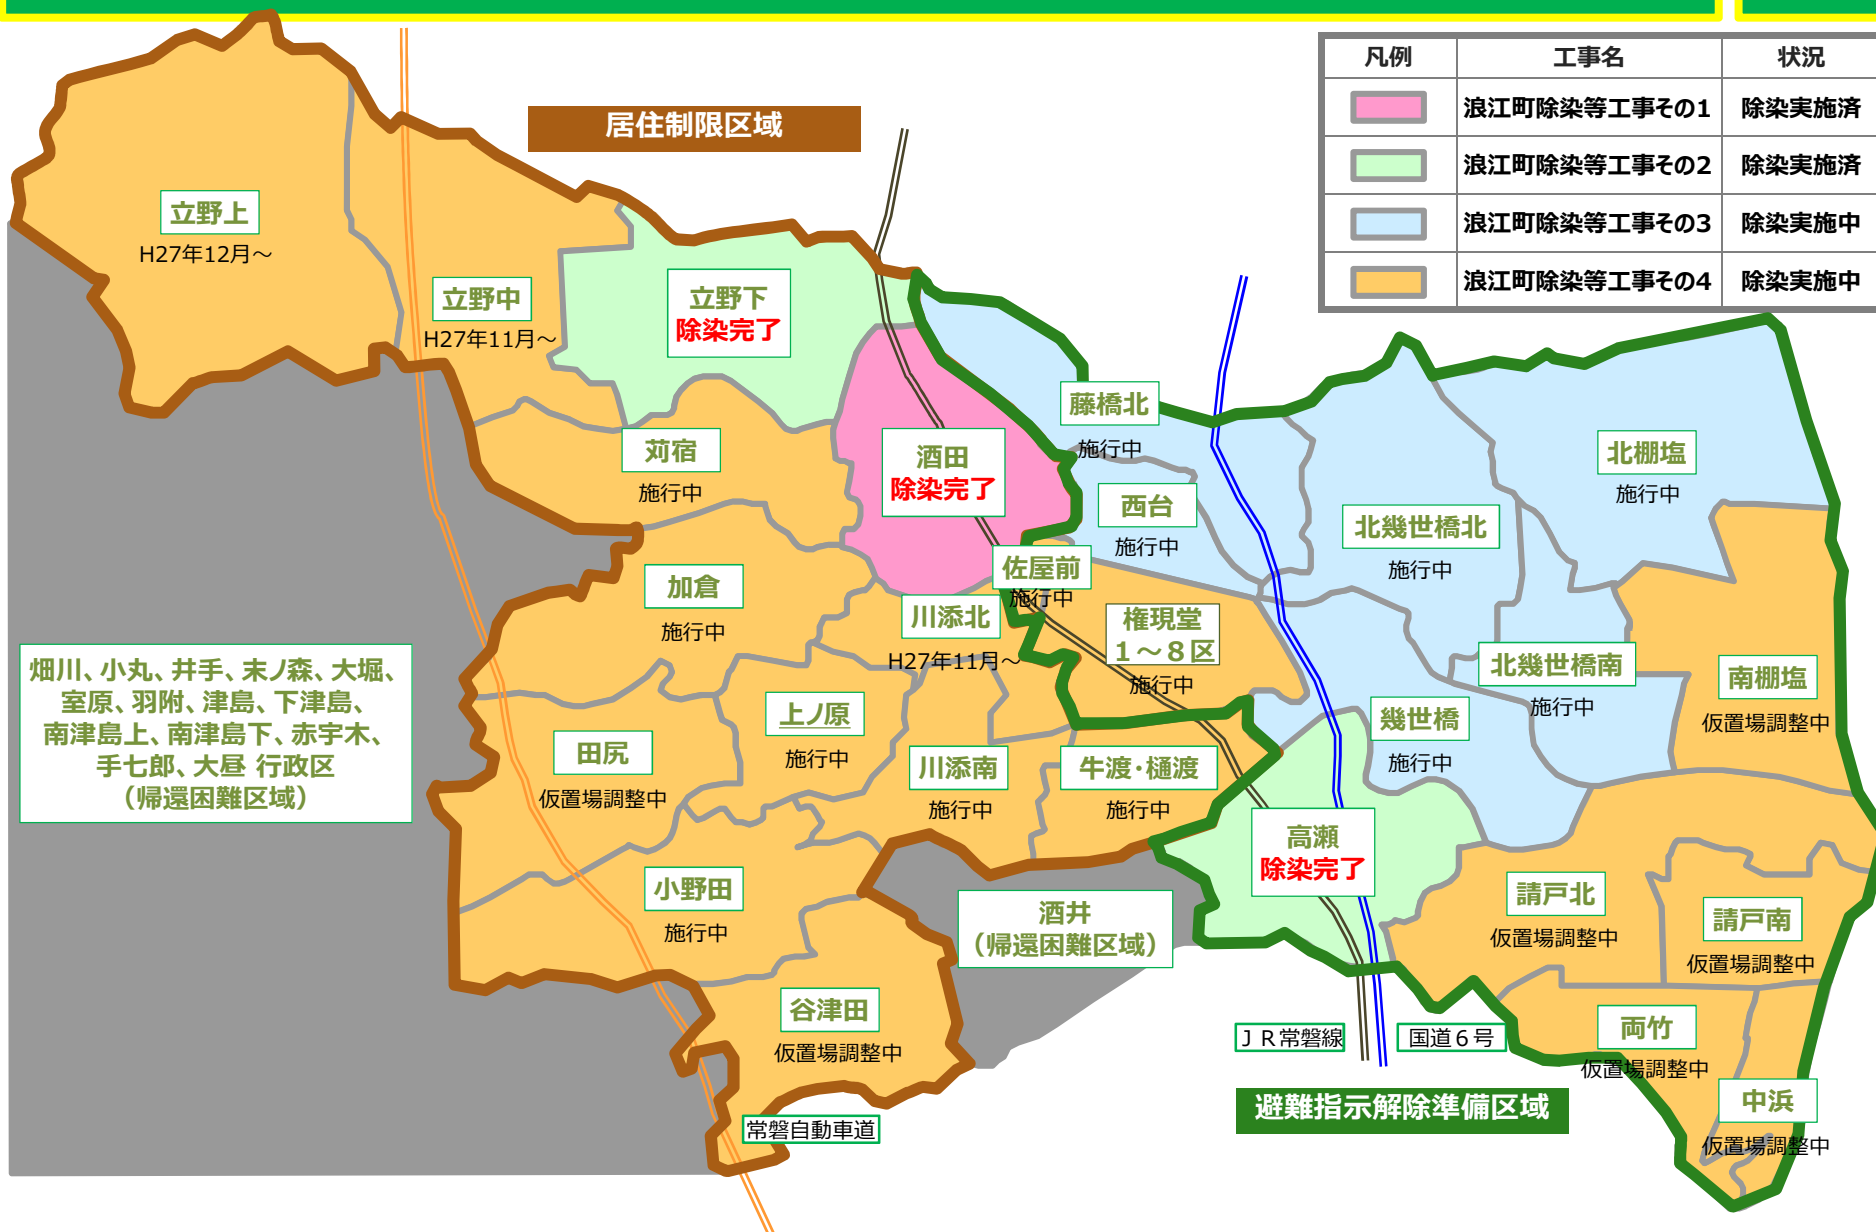 凡例 工事名 状況
浪江町除染等工事その1 除染実施済
浪江町除染等工事その2 除染実施済
浪江町除染等工事その3 除染実施中
浪江町除染等工事その4 除染実施中
居住制限区域
立野上
H27年12月～
立野中
H27年11月～
立野下
除染完了
苅宿
施行中
酒田
除染完了
藤橋北
施行中
西台
施行中
北幾世橋北
施行中
北棚塩
施行中
佐屋前
施行中
加倉
施行中
川添北
H27年11月～
権現堂
1～8区
施行中
北幾世橋南
施行中
南棚塩
仮置場調整中
畑川、小丸、井手、末ノ森、大堀、
室原、羽附、津島、下津島、
南津島上、南津島下、赤宇木、
手七郎、大昼 行政区
（帰還困難区域）
上ノ原
施行中
田尻
仮置場調整中
川添南
施行中
牛渡・樋渡
施行中
幾世橋
施行中
高瀬
除染完了
小野田
施行中
酒井
（帰還困難区域）
請戸北
仮置場調整中
請戸南
仮置場調整中
谷津田
仮置場調整中
ＪＲ常磐線
国道６号
両竹
仮置場調整中
避難指示解除準備区域
中浜
仮置場調整中
常磐自動車道